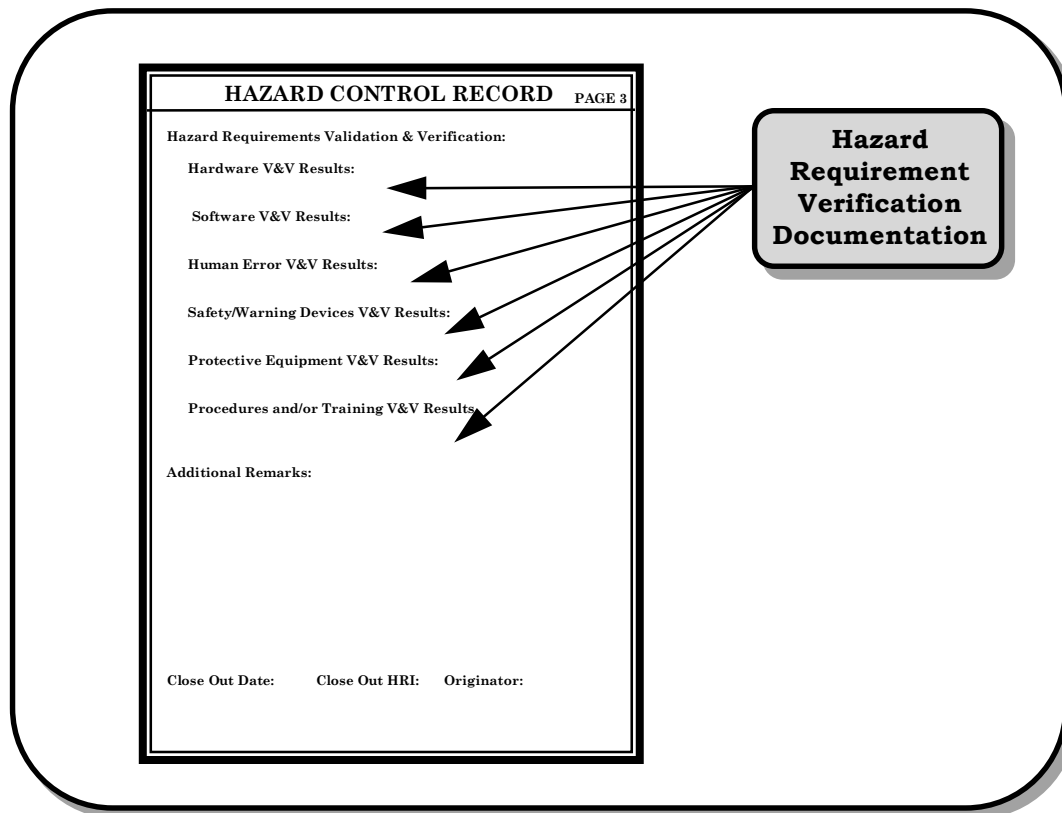 HAZARD CONTROL RECORD PAGE 3
Hazard Requirements Validation & Verification:
Hardware V&V Results:
Software V&V Results:
Human Error V&V Results:
Safety/Warning Devices V&V Results:
Protective Equipment V&V Results:
Procedures and/or Training V&V Results
Additional Remarks:
Close Out Date: Close Out HRI: Originator:
Hazard
Requirement
Verification
Documentation